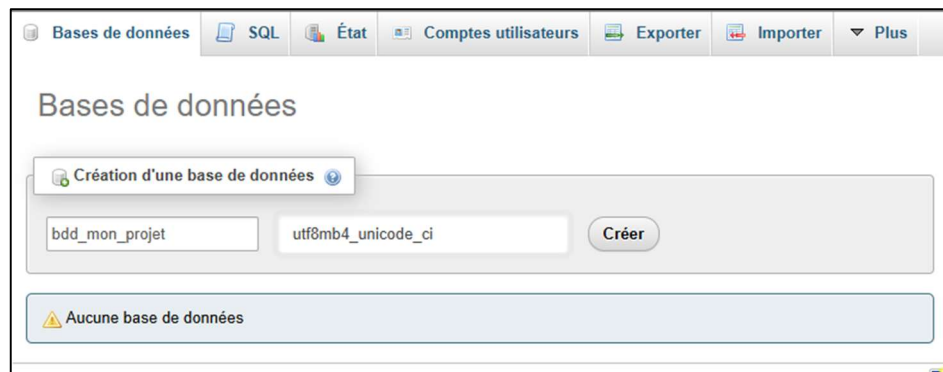 Bases de données SQL État Comptes utilisateurs Exporter Importer Plus
Bases de données
Création d'une base de données
bdd_mon_projet utf8mb4_unicode_ci Créer
Aucune base de données